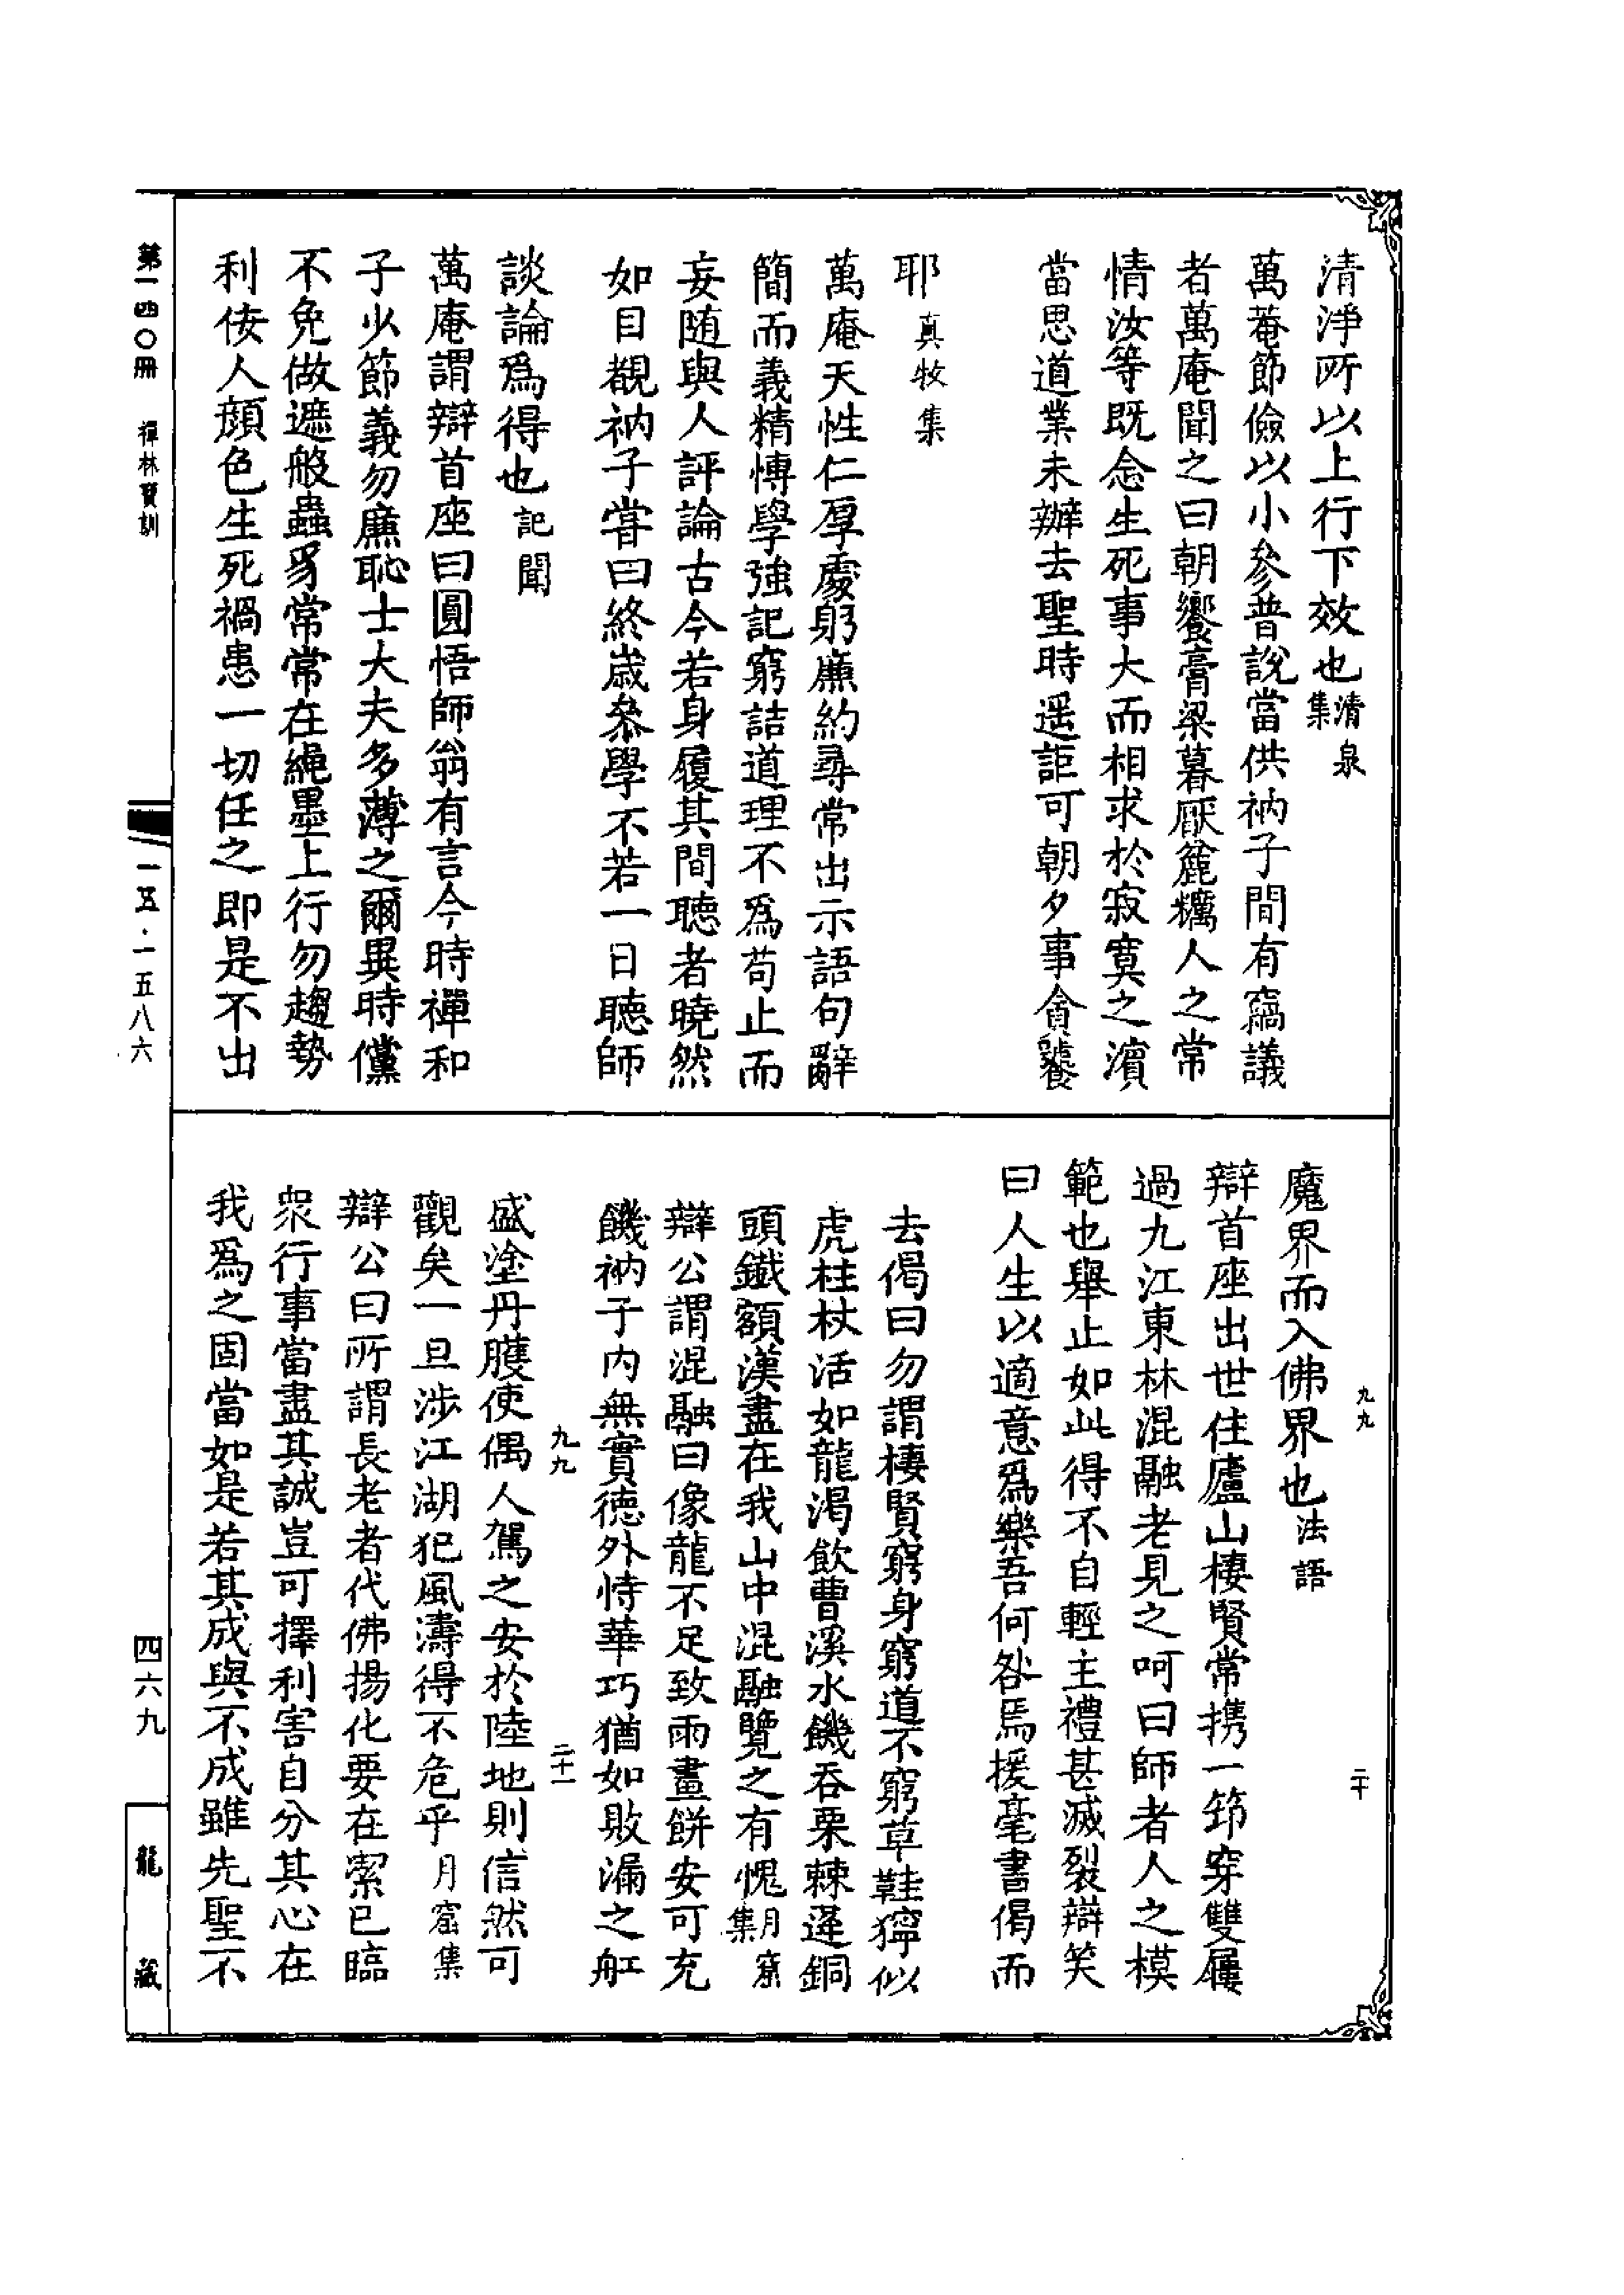 清淨所以上行下效也清泉集
萬菴節儉以小參普說當供衲子間有竊議
者萬庵聞之曰朝饗膏梁暮厭麄糲人之常
情汝等既念生死事大而相求於寂寞之濱
當思道業未辦去聖時遥詎可朝夕事貪饕
耶真牧集
萬庵天性仁厚處躬廉約尋常出示語句辭
簡而義精愽學強記窮詰道理不為苟止而
妄随與人評論古今若身履其間聽者曉然
如目覩衲子甞曰終歲叅學不若一日聽師
談論為得也記聞
萬庵謂辯首座曰圓悟師翁有言今時禪和
子少節義勿廉恥士大夫多薄之爾異時儻
不免做遮般蟲豸常常在繩墨上行勿趨勢
利佞人顏色生死禍患一切任之即是不出
魔界而入佛界也法語
辯首座出世住廬山棲賢常携一笻穿雙屨
過九江東林混融老見之呵曰師者人之模
範也舉止如此得不自輕主禮甚滅裂辯笑
曰人生以適意為樂吾何咎焉援毫書偈而
去偈曰勿謂棲賢窮身窮道不窮草鞋獰似
虎柱杖活如龍渴飲曹溪水饑吞栗棘蓬銅
頭鐵額漢盡在我山中混融覽之有愧月窟集
辯公謂混融曰像龍不足致雨畫餅安可充
饑衲子内無實德外恃華巧猶如敗漏之舡
盛塗丹雘使偶人駕之安於陸地則信然可
觀矣一旦涉江湖犯風濤得不危乎月窟集
辯公曰所謂長老者代佛揚化要在潔已臨
衆行事當盡其誠豈可擇利害自分其心在
我為之固當如是若其成與不成雖先聖不
九九
二十
九九
二十一
第一四〇冊
禪林寶訓
一五·一五八六
四六九
龍藏